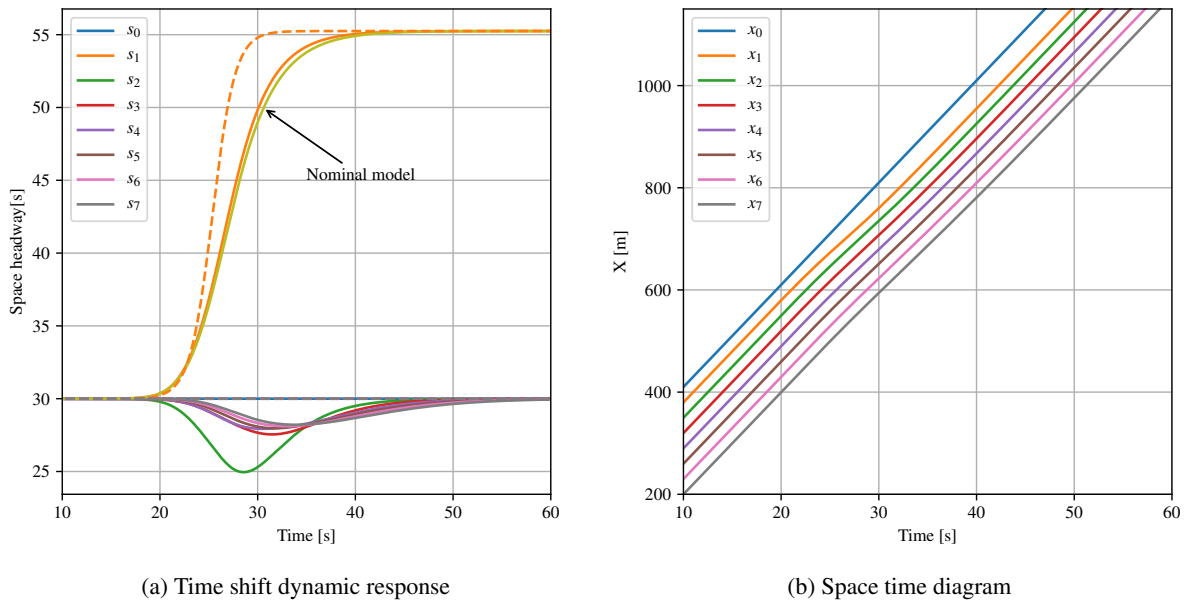 55
50
45
40
35
30
25
10
20
30
40
50
60
Space headway[s]
Time [s]
s0
s1
s2
s3
s4
s5
s6
s7
Nominal model
(a) Time shift dynamic response
1000
800
600
400
200
10
20
30
40
50
60
X [m]
Time [s]
x0
x1
x2
x3
x4
x5
x6
x7
(b) Space time diagram